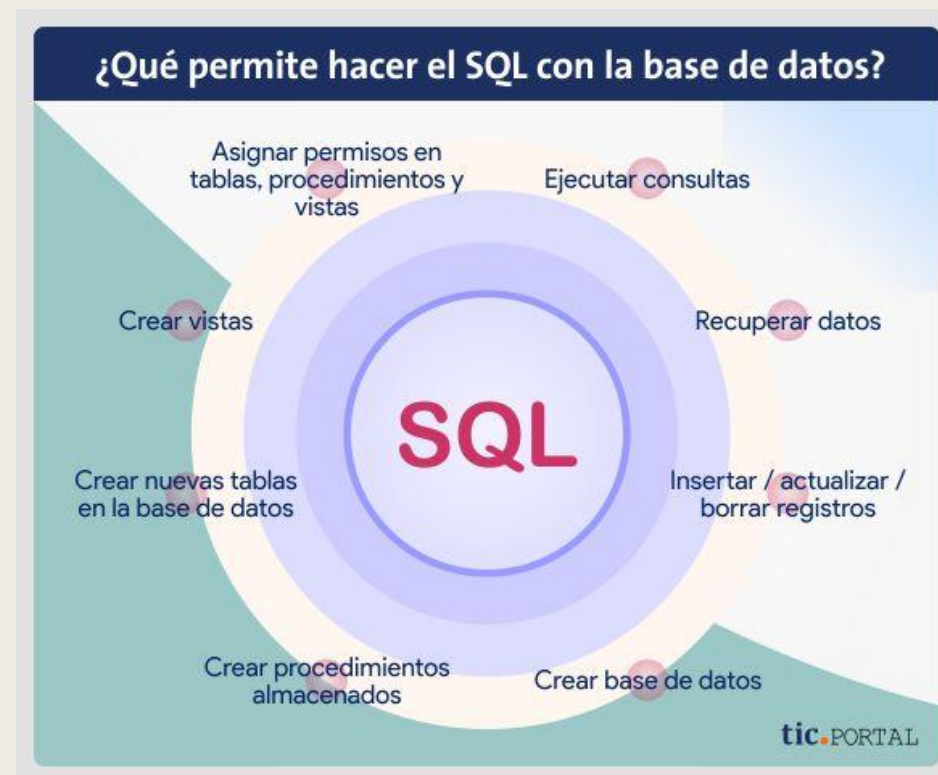 ¿Qué permite hacer el SQL con la base de datos?
Asignar permisos en
tablas, procedimientos y
vistas
Ejecutar consultas
Crear vistas
Recuperar datos
SQL
Crear nuevas tablas
en la base de datos
Insertar / actualizar /
borrar registros
Crear procedimientos
almacenados
Crear base de datos
tic.PORTAL